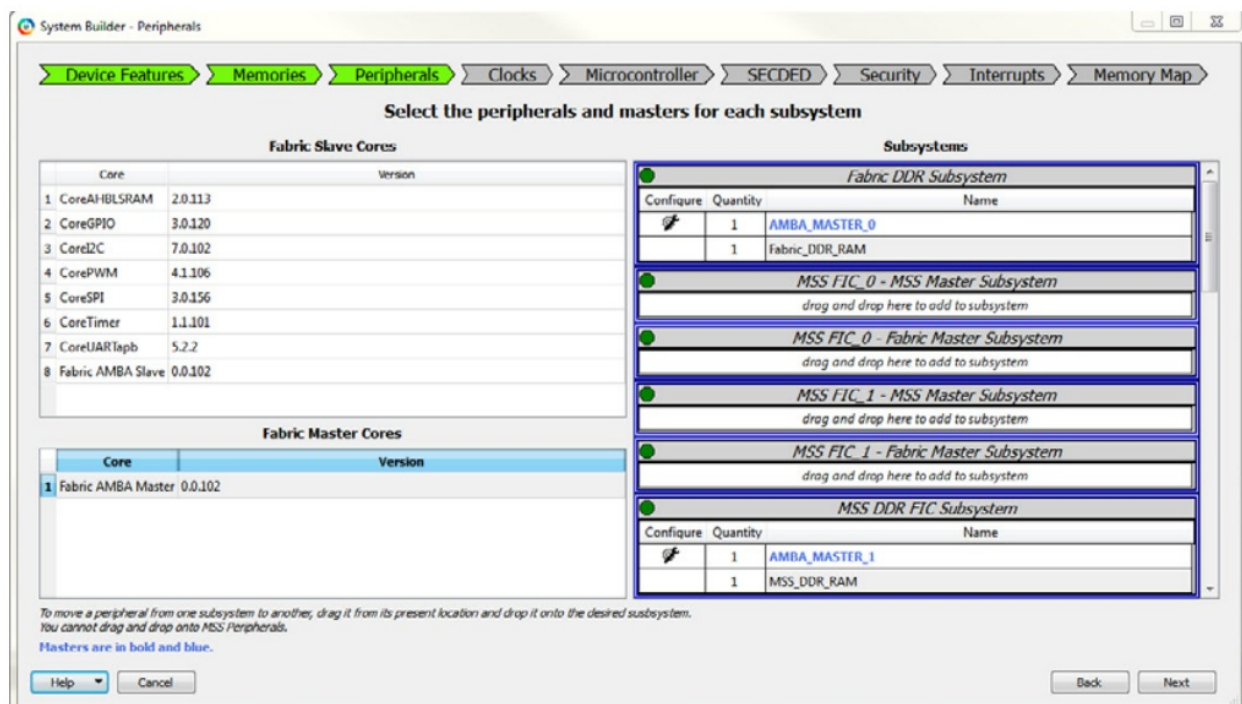 System Builder - Peripherals
Device Features Memories Peripherals Clocks Microcontroller SECDED Security Interrupts Memory Map
Select the peripherals and masters for each subsystem
Fabric Slave Cores
Core Version
1 CoreAHBLSRAM 2.0.113
2 CoreGPIO 3.0.120
3 CoreI2C 7.0.102
4 CorePWM 4.1.106
5 CoreSPI 3.0.156
6 CoreTimer 1.1.101
7 CoreUARTapb 5.2.2
8 Fabric AMBA Slave 0.0.102
Fabric Master Cores
Core Version
1 Fabric AMBA Master 0.0.102
Subsystems
Fabric DDR Subsystem
Configure Quantity Name
1 AMBA_MASTER_0
1 Fabric_DDR_RAM
MSS FIC_0 - MSS Master Subsystem
drag and drop here to add to subsystem
MSS FIC_0 - Fabric Master Subsystem
drag and drop here to add to subsystem
MSS FIC_1 - MSS Master Subsystem
drag and drop here to add to subsystem
MSS FIC_1 - Fabric Master Subsystem
drag and drop here to add to subsystem
MSS DDR FIC Subsystem
Configure Quantity Name
1 AMBA_MASTER_1
1 MSS_DDR_RAM
To move a peripheral from one subsystem to another, drag it from its present location and drop it onto the desired susbsystem.
You cannot drag and drop onto MSS Peripherals.
Masters are in bold and blue.
Help Cancel Back Next